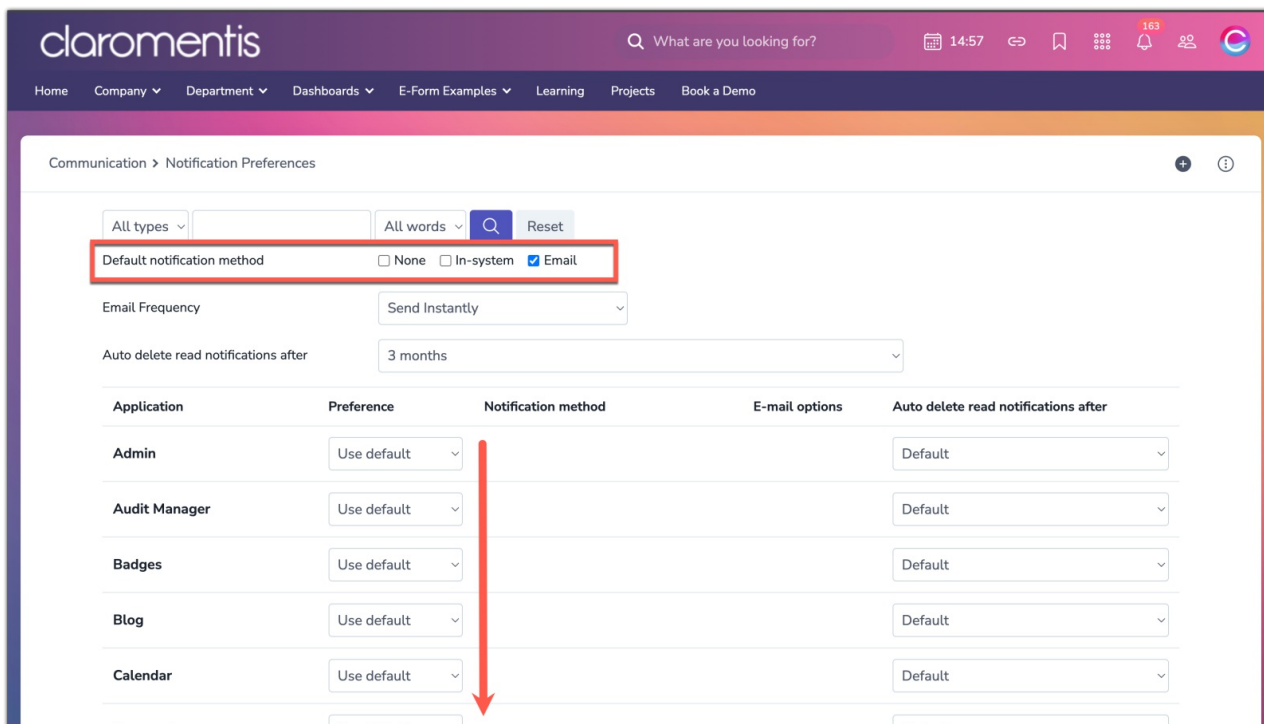 claromentis
What are you looking for?
14:57
163
Home Company Department Dashboards E-Form Examples Learning Projects Book a Demo
Communication > Notification Preferences
All types All words Reset
Default notification method None In-system Email
Email Frequency Send Instantly
Auto delete read notifications after 3 months
Application Preference Notification method E-mail options Auto delete read notifications after
Admin Use default Default
Audit Manager Use default Default
Badges Use default Default
Blog Use default Default
Calendar Use default Default